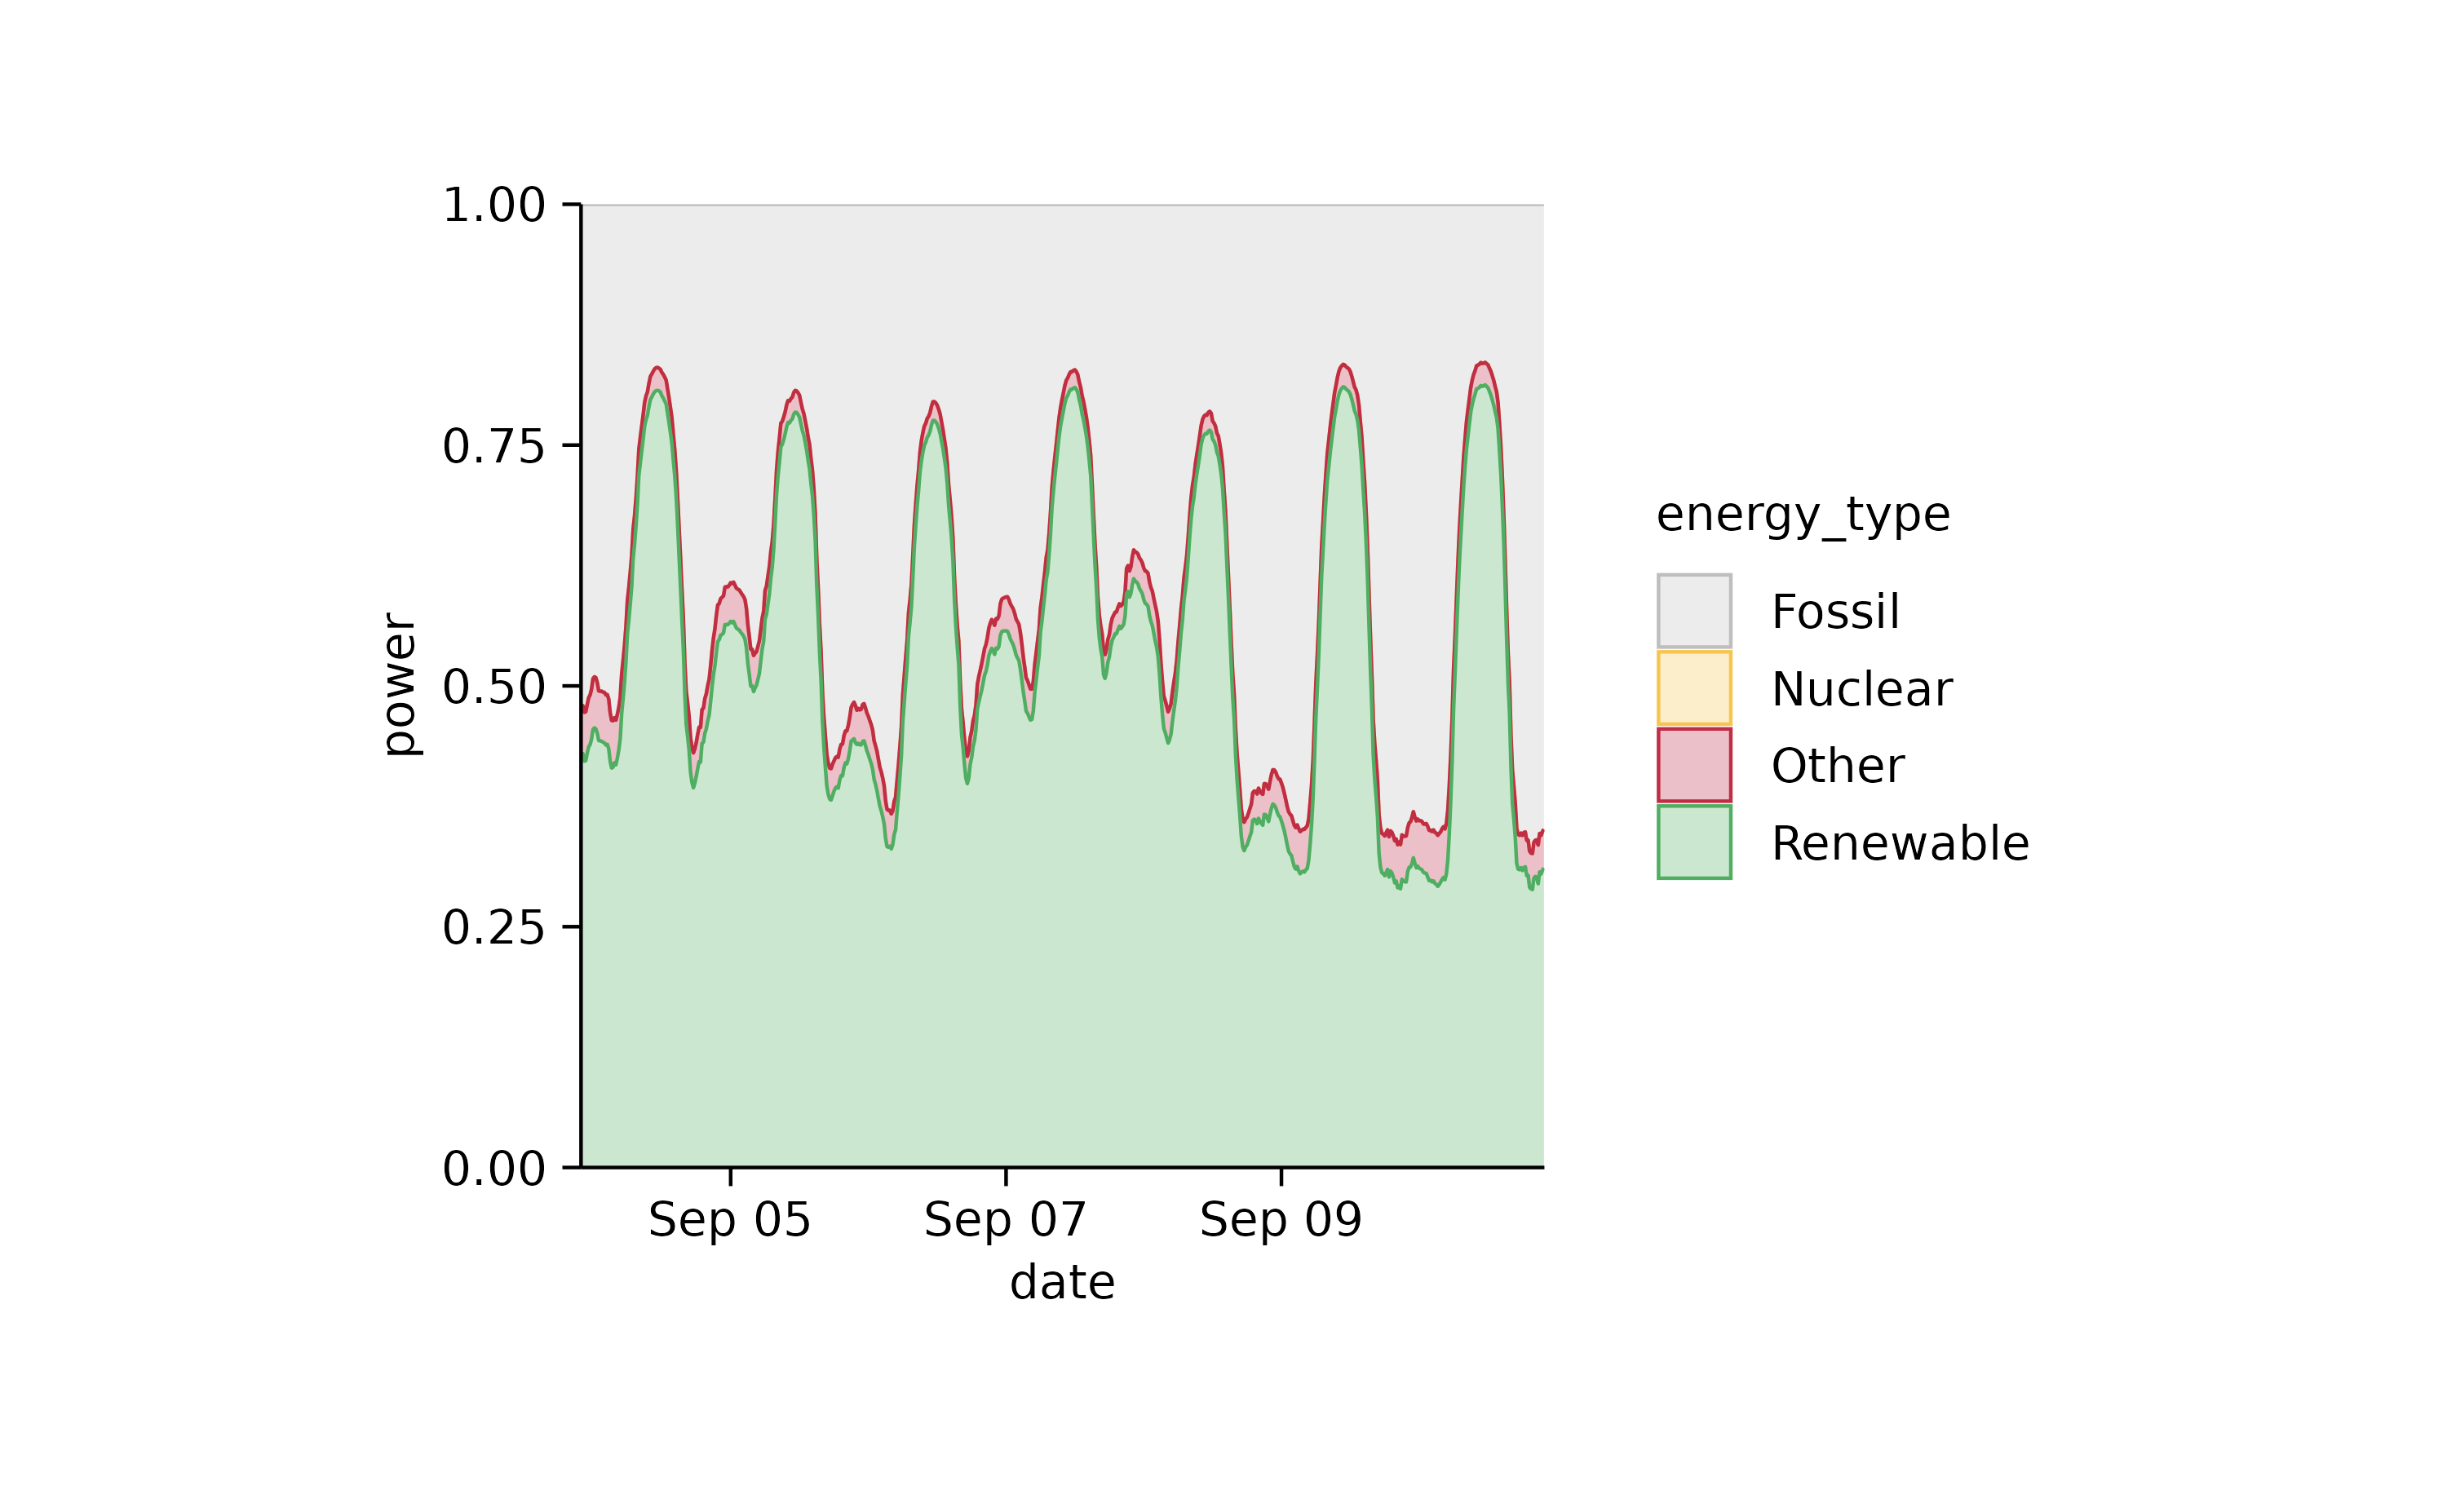 1.00
0.75
0.50
0.25
0.00
power
Sep 05
Sep 07
Sep 09
date
energy_type
Fossil
Nuclear
Other
Renewable